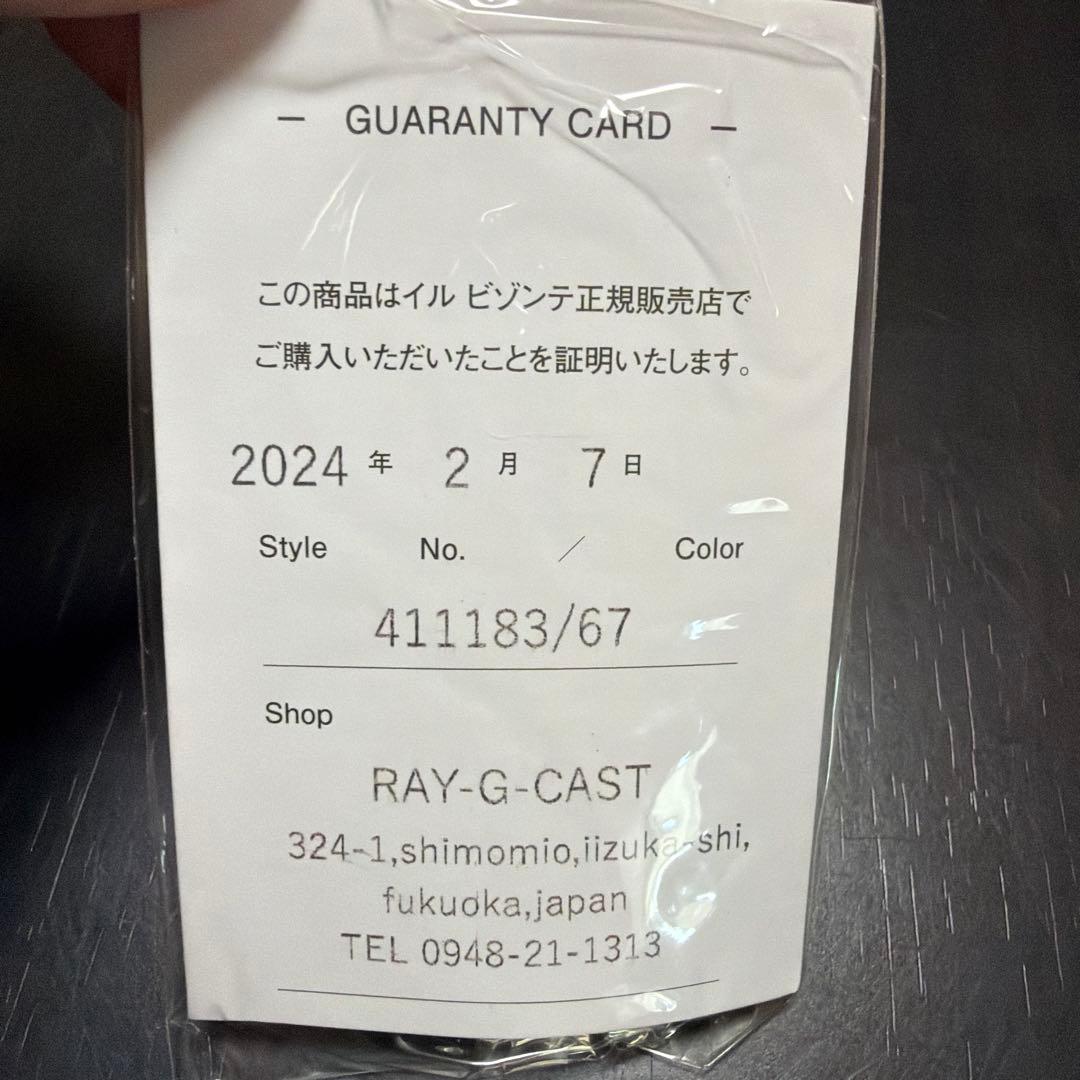 — GUARANTY CARD —
この商品はイル ビゾンテ正規販売店で
ご購入いただいたことを証明いたします。
2024 年 2 月 7 日
Style No. ／ Color
411183/67
Shop
RAY-G-CAST
324-1,shimomio,iizuka-shi,
fukuoka,japan
TEL 0948-21-1313